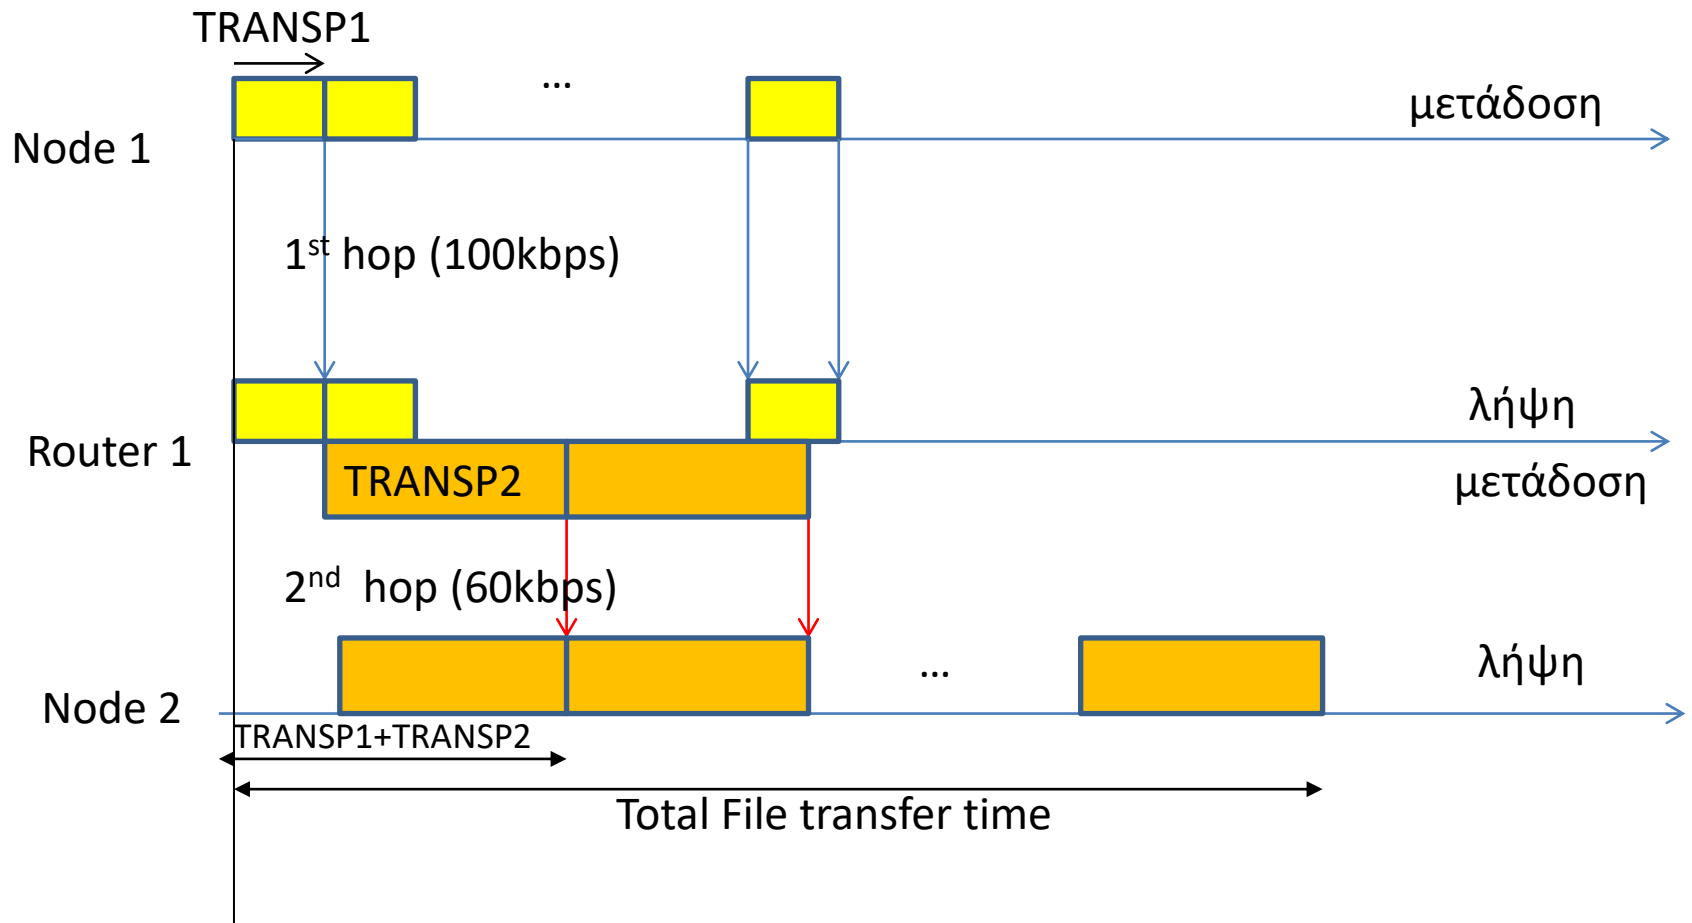 TRANSP1
...
μετάδοση
Node 1
1st hop (100kbps)
λήψη
Router 1
TRANSP2
μετάδοση
2nd hop (60kbps)
...
λήψη
Node 2
TRANSP1+TRANSP2
Total File transfer time